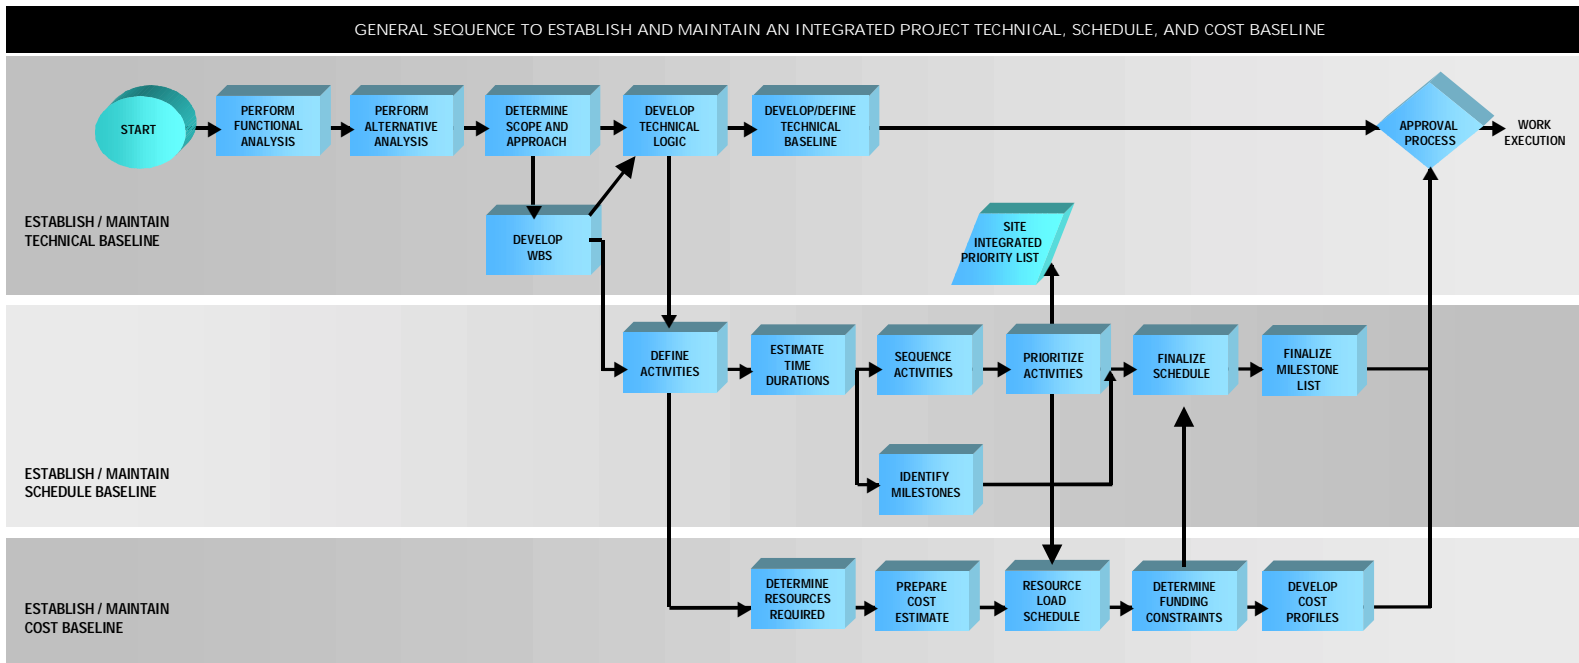 GENERAL SEQUENCE TO ESTABLISH AND MAINTAIN AN INTEGRATED PROJECT TECHNICAL, SCHEDULE, AND COST BASELINE
START
PERFORM
FUNCTIONAL
ANALYSIS
PERFORM
ALTERNATIVE
ANALYSIS
DETERMINE
SCOPE AND
APPROACH
DEVELOP
TECHNICAL
LOGIC
DEVELOP/DEFINE
TECHNICAL
BASELINE
APPROVAL
PROCESS
WORK
EXECUTION
ESTABLISH / MAINTAIN
TECHNICAL BASELINE
DEVELOP
WBS
SITE
INTEGRATED
PRIORITY LIST
DEFINE
ACTIVITIES
ESTIMATE
TIME
DURATIONS
SEQUENCE
ACTIVITIES
PRIORITIZE
ACTIVITIES
FINALIZE
SCHEDULE
FINALIZE
MILESTONE
LIST
ESTABLISH / MAINTAIN
SCHEDULE BASELINE
IDENTIFY
MILESTONES
ESTABLISH / MAINTAIN
COST BASELINE
DETERMINE
RESOURCES
REQUIRED
PREPARE
COST
ESTIMATE
RESOURCE
LOAD
SCHEDULE
DETERMINE
FUNDING
CONSTRAINTS
DEVELOP
COST
PROFILES